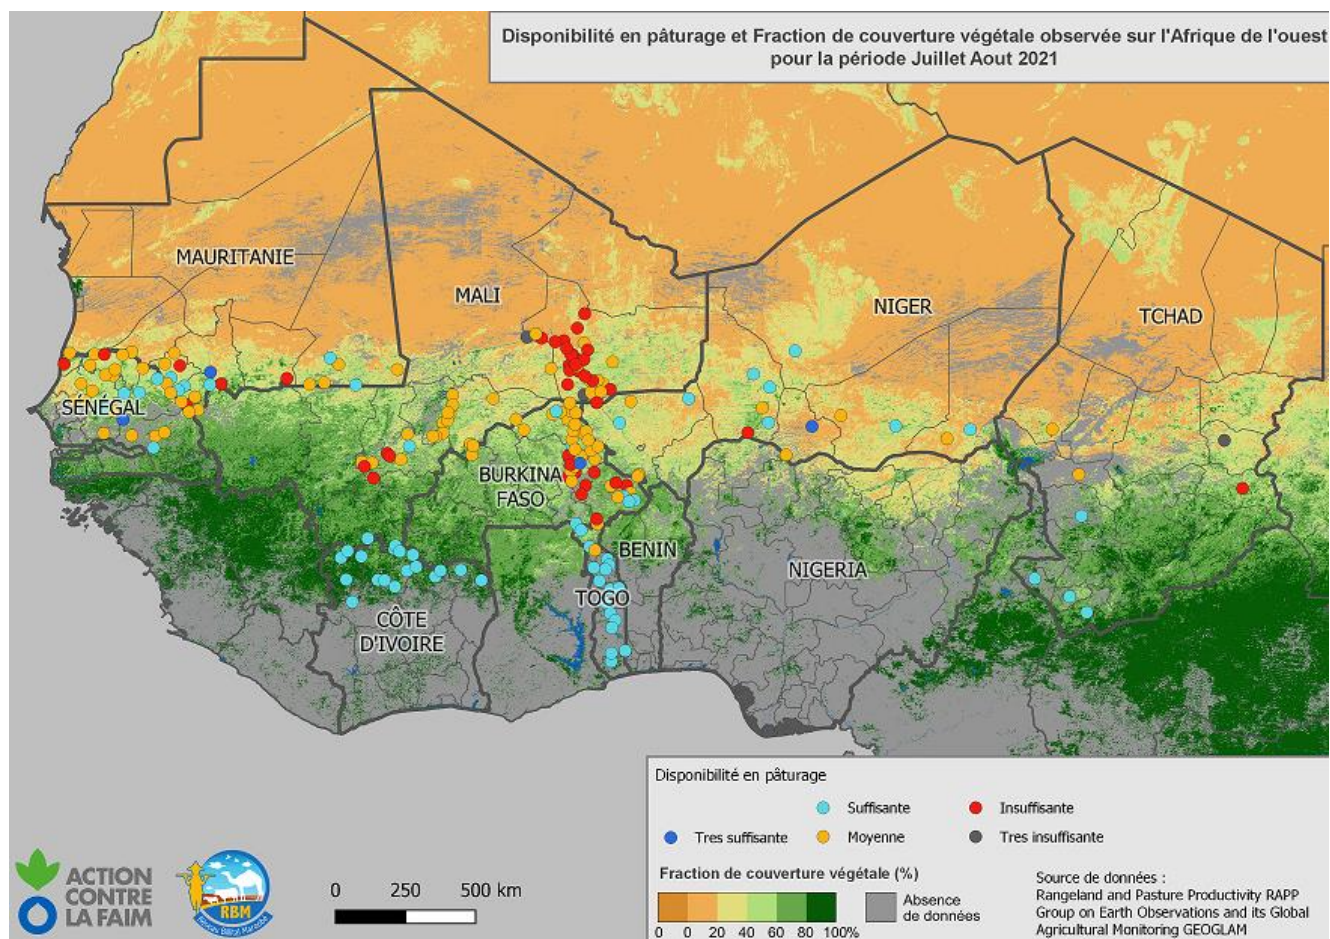 Disponibilité en pâturage et Fraction de couverture végétale observée sur l'Afrique de l'ouest
pour la période Juillet Aout 2021
MAURITANIE
MALI
NIGER
TCHAD
SÉNÉGAL
BURKINA
FASO
BENIN
NIGERIA
TOGO
CÔTE
D'IVOIRE
Disponibilité en pâturage
Suffisante
Insuffisante
Tres suffisante
Moyenne
Tres insuffisante
Fraction de couverture végétale (%)
0 0 20 40 60 80 100%
Absence
de données
Source de données :
Rangeland and Pasture Productivity RAPP
Group on Earth Observations and its Global
Agricultural Monitoring GEOGLAM
ACTION
CONTRE
LA FAIM
RBM
0 250 500 km